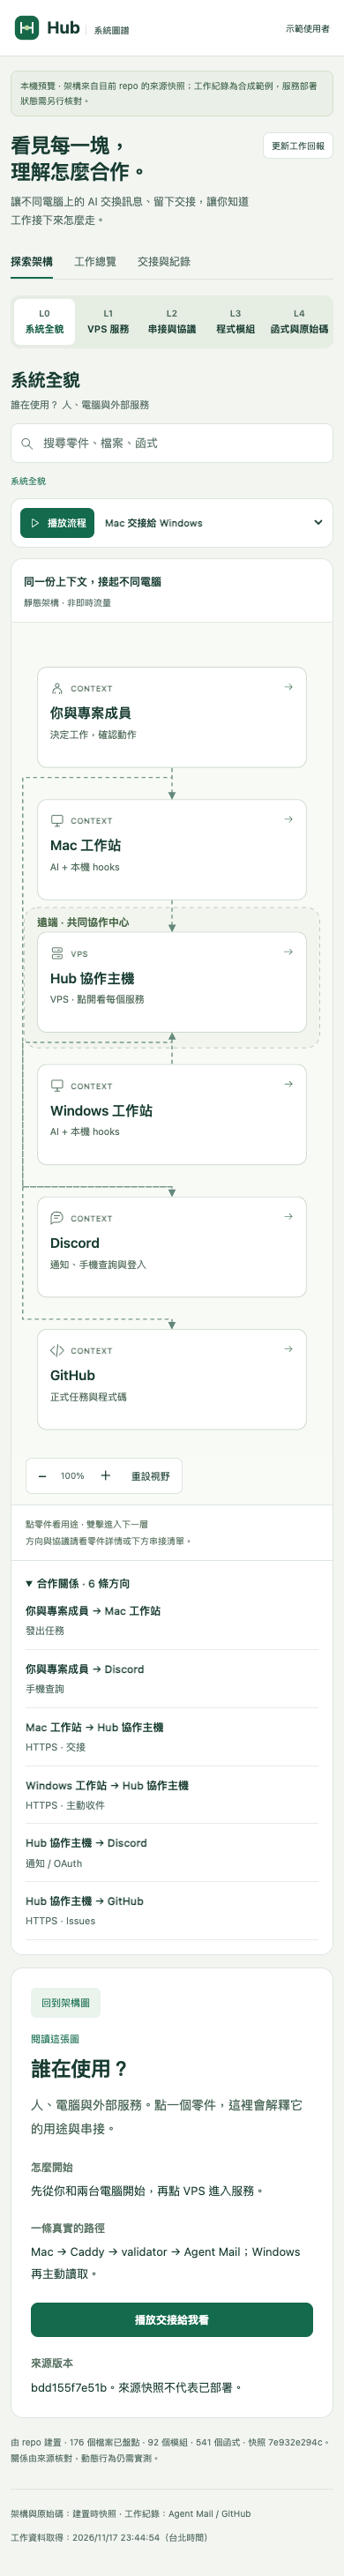 Hub 系統圖譜
示範使用者
本機預覽・架構來自目前 repo 的來源快照；工作紀錄為合成範例，服務部署
狀態需另行核對。
看見每一塊，
理解怎麼合作。
更新工作回報
讓不同電腦上的 AI 交換訊息、留下交接，讓你知道
工作接下來怎麼走。
探索架構 工作總覽 交接與紀錄
L0 L1 L2 L3 L4
系統全貌 VPS 服務 串接與協議 程式模組 函式與原始碼
系統全貌
誰在使用？ 人、電腦與外部服務
搜尋零件、檔案、函式
系統全貌
播放流程 Mac 交接給 Windows
同一份上下文，接起不同電腦
靜態架構・非即時流量
CONTEXT →
你與專案成員
決定工作，確認動作
CONTEXT →
Mac 工作站
AI + 本機 hooks
遠端・共同協作中心
VPS →
Hub 協作主機
VPS・點開看每個服務
CONTEXT →
Windows 工作站
AI + 本機 hooks
CONTEXT →
Discord
通知、手機查詢與登入
CONTEXT →
GitHub
正式任務與程式碼
− 100% + 重設視野
點零件看用途・雙擊進入下一層
方向與協議請看零件詳情或下方串接清單。
▼ 合作關係・6 條方向
你與專案成員 → Mac 工作站
發出任務
你與專案成員 → Discord
手機查詢
Mac 工作站 → Hub 協作主機
HTTPS・交接
Windows 工作站 → Hub 協作主機
HTTPS・主動收件
Hub 協作主機 → Discord
通知 / OAuth
Hub 協作主機 → GitHub
HTTPS・Issues
回到架構圖
閱讀這張圖
誰在使用？
人、電腦與外部服務。點一個零件，這裡會解釋它
的用途與串接。
怎麼開始
先從你和兩台電腦開始，再點 VPS 進入服務。
一條真實的路徑
Mac → Caddy → validator → Agent Mail；Windows
再主動讀取。
播放交接給我看
來源版本
bdd155f7e51b。來源快照不代表已部署。
由 repo 建置・176 個檔案已盤點・92 個模組・541 個函式・快照 7e932e294c。
關係由來源核對，動態行為仍需實測。
架構與原始碼：建置時快照・工作紀錄：Agent Mail / GitHub
工作資料取得：2026/11/17 23:44:54（台北時間）